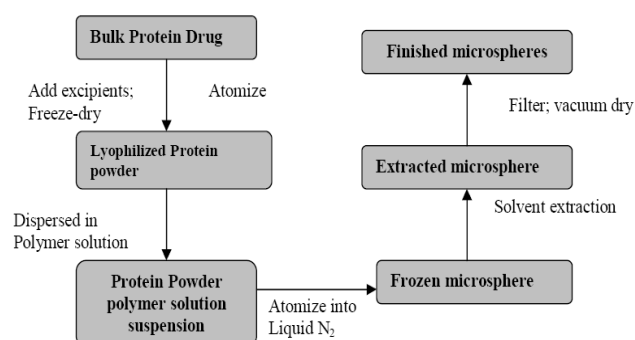 Bulk Protein Drug
Add excipients;
Freeze-dry
Atomize
Lyophilized Protein
powder
Dispersed in
Polymer solution
Protein Powder
polymer solution
suspension
Atomize into
Liquid N₂
Frozen microsphere
Solvent extraction
Extracted microsphere
Filter; vacuum dry
Finished microspheres